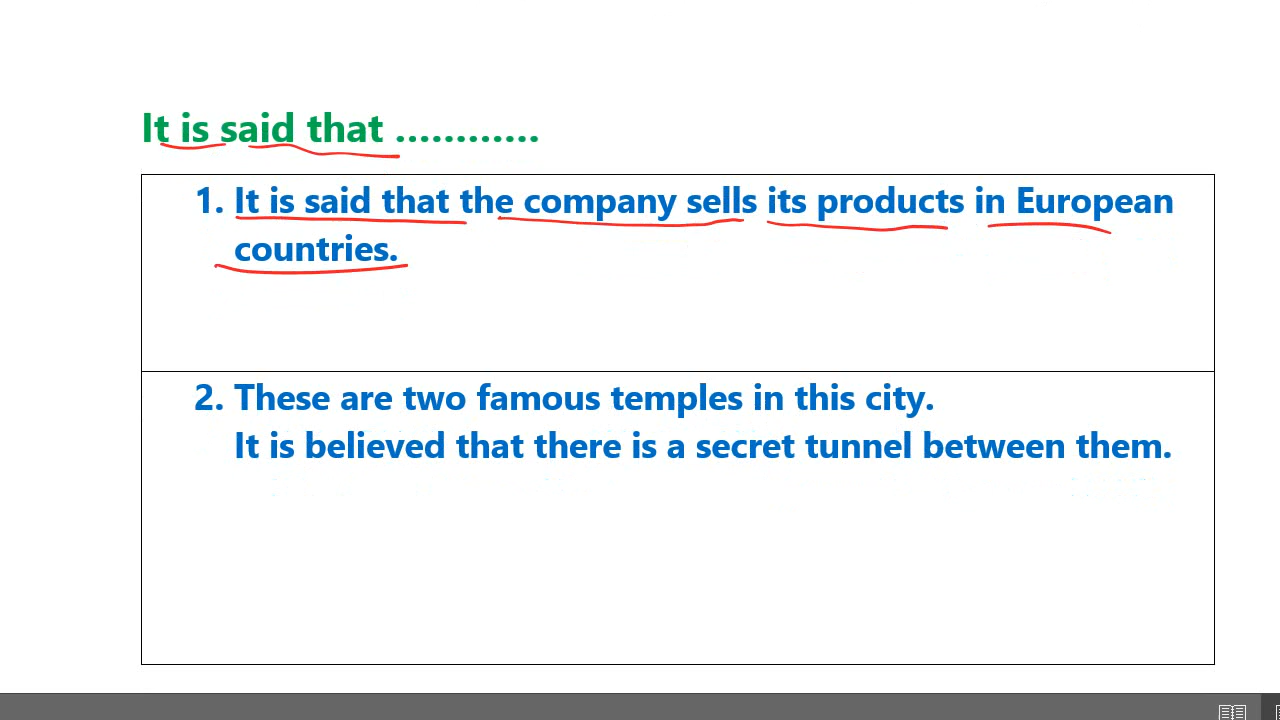 It is said that ............
1. It is said that the company sells its products in European
countries.
2. These are two famous temples in this city.
It is believed that there is a secret tunnel between them.